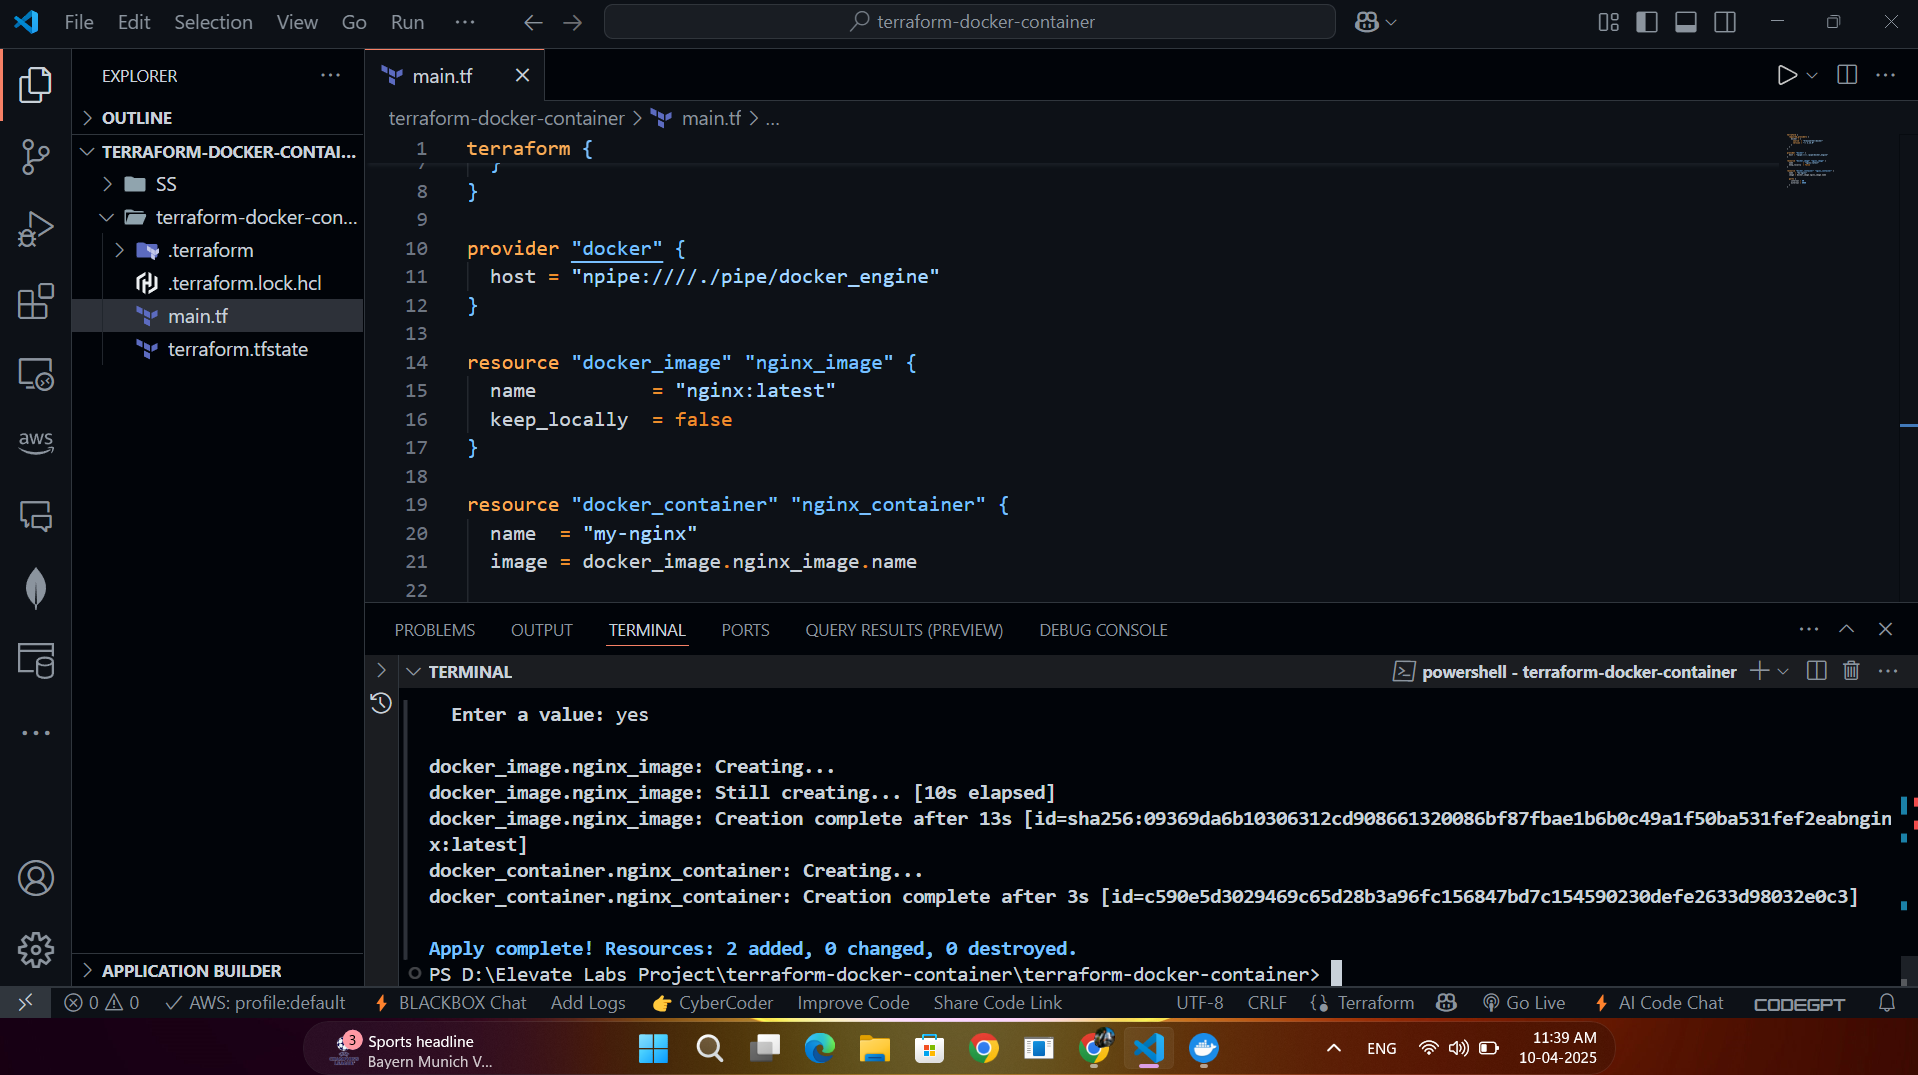 File Edit Selection View Go Run ··· terraform-docker-container
EXPLORER ···
OUTLINE
TERRAFORM-DOCKER-CONTAI...
SS
terraform-docker-con...
.terraform
.terraform.lock.hcl
main.tf
terraform.tfstate
APPLICATION BUILDER
aws
main.tf
terraform-docker-container > main.tf > ...
1 terraform {
7 }
8 }
9
10 provider "docker" {
11 host = "npipe:////./pipe/docker_engine"
12 }
13
14 resource "docker_image" "nginx_image" {
15 name = "nginx:latest"
16 keep_locally = false
17 }
18
19 resource "docker_container" "nginx_container" {
20 name = "my-nginx"
21 image = docker_image.nginx_image.name
22
PROBLEMS OUTPUT TERMINAL PORTS QUERY RESULTS (PREVIEW) DEBUG CONSOLE
TERMINAL powershell - terraform-docker-container
Enter a value: yes
docker_image.nginx_image: Creating...
docker_image.nginx_image: Still creating... [10s elapsed]
docker_image.nginx_image: Creation complete after 13s [id=sha256:09369da6b10306312cd908661320086bf87fbae1b6b0c49a1f50ba531fef2eabngin
x:latest]
docker_container.nginx_container: Creating...
docker_container.nginx_container: Creation complete after 3s [id=c590e5d3029469c65d28b3a96fc156847bd7c154590230defe2633d98032e0c3]
Apply complete! Resources: 2 added, 0 changed, 0 destroyed.
PS D:\Elevate Labs Project\terraform-docker-container\terraform-docker-container>
0 0 AWS: profile:default BLACKBOX Chat Add Logs CyberCoder Improve Code Share Code Link UTF-8 CRLF Terraform Go Live AI Code Chat CODEGPT
3 Sports headline
Bayern Munich V...
ENG
11:39 AM
10-04-2025